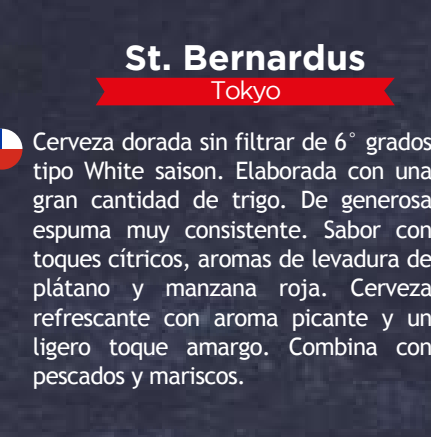 St. Bernardus
Tokyo
Cerveza dorada sin filtrar de 6° grados
tipo White saison. Elaborada con una
gran cantidad de trigo. De generosa
espuma muy consistente. Sabor con
toques cítricos, aromas de levadura de
plátano y manzana roja. Cerveza
refrescante con aroma picante y un
ligero toque amargo. Combina con
pescados y mariscos.